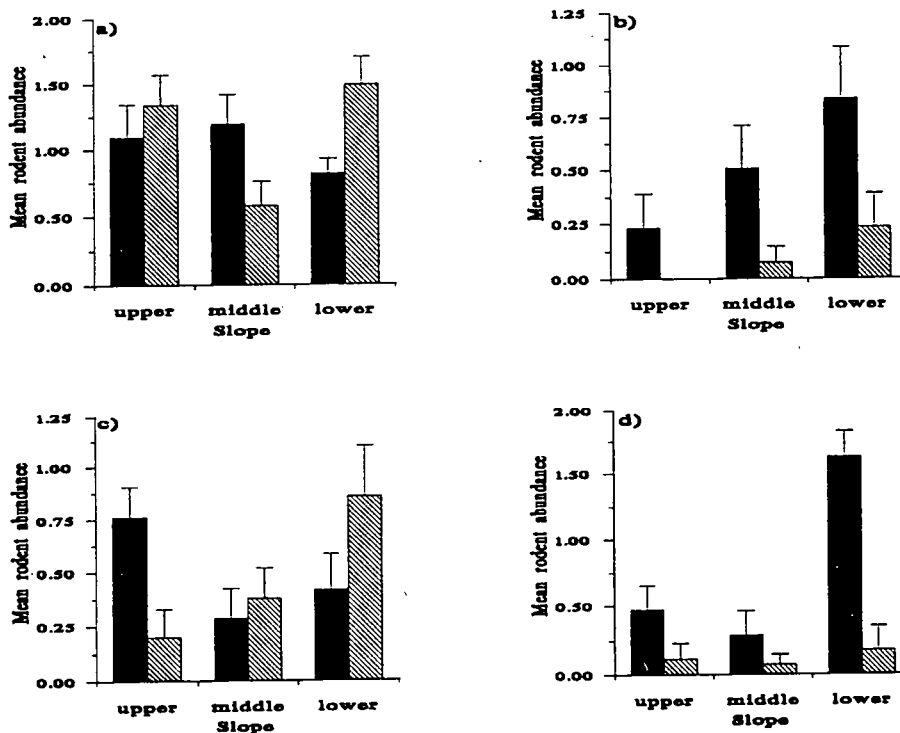 a)
Mean rodent abundance
2.00
1.50
1.00
0.50
0.00
upper middle lower
Slope
b)
Mean rodent abundance
1.25
1.00
0.75
0.50
0.25
0.00
upper middle lower
Slope
c)
Mean rodent abundance
1.25
1.00
0.75
0.50
0.25
0.00
upper middle lower
Slope
d)
Mean rodent abundance
2.00
1.50
1.00
0.50
0.00
upper middle lower
Slope